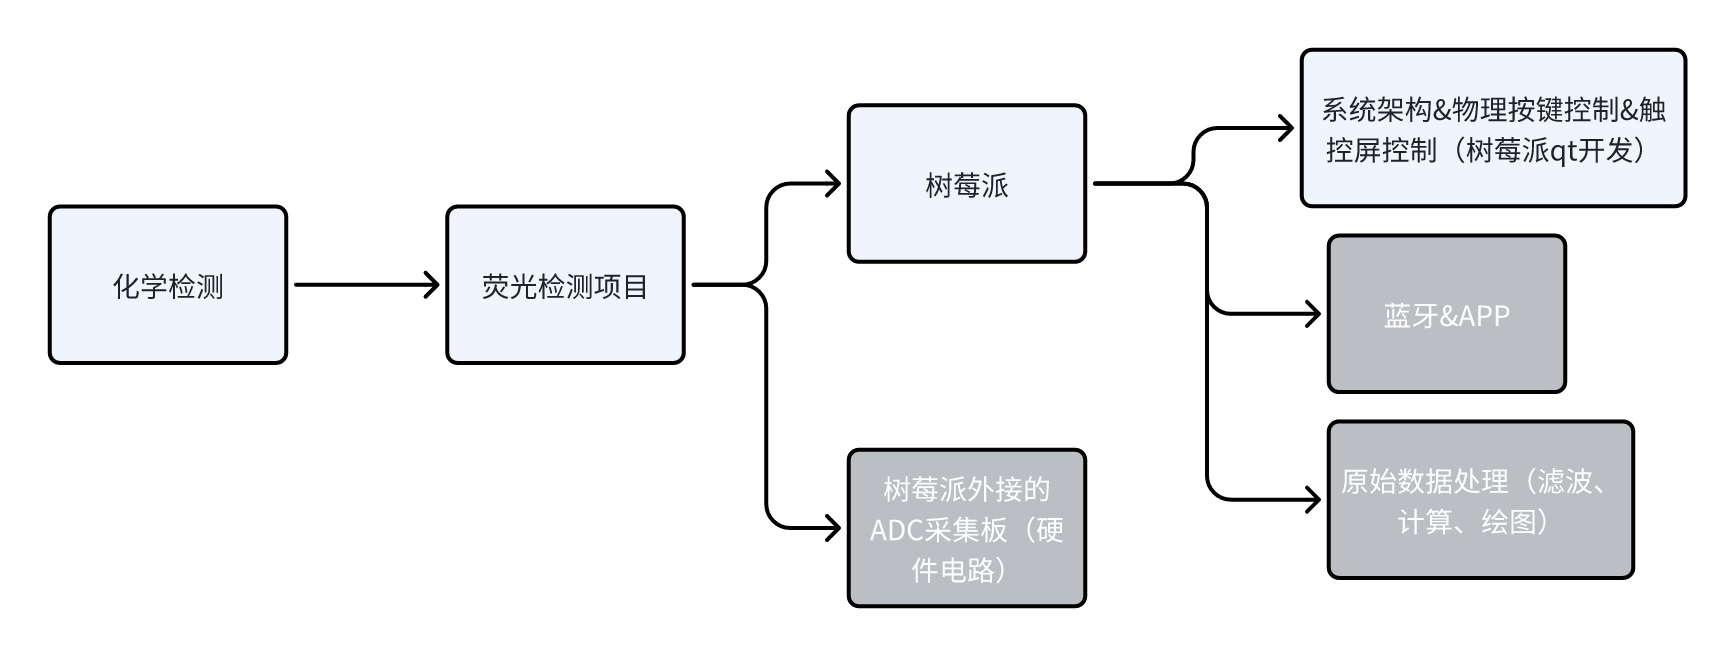 化学检测
荧光检测项目
树莓派
树莓派外接的
ADC采集板（硬
件电路）
系统架构&物理按键控制&触
控屏控制（树莓派qt开发）
蓝牙&APP
原始数据处理（滤波、
计算、绘图）